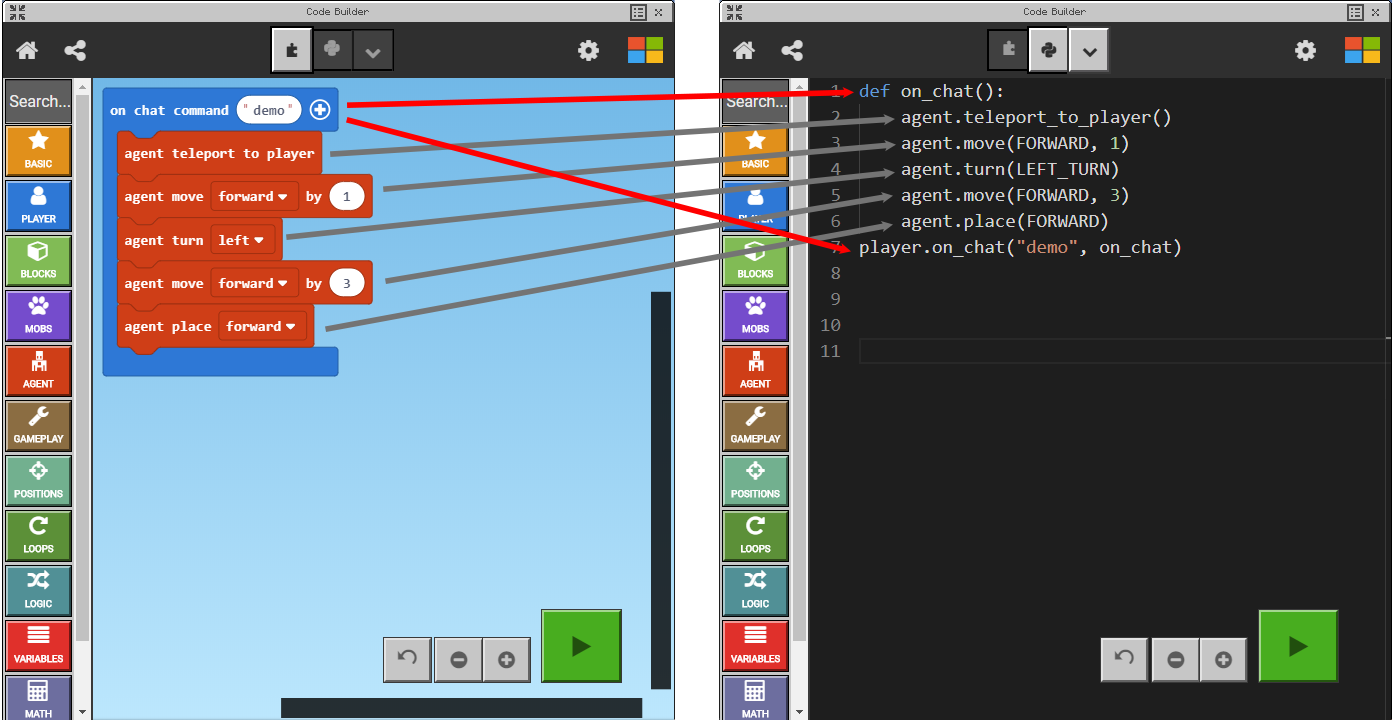 Code Builder
Search...
BASIC
PLAYER
BLOCKS
MOBS
AGENT
GAMEPLAY
POSITIONS
LOOPS
LOGIC
VARIABLES
MATH
on chat command "demo"
agent teleport to player
agent move forward by 1
agent turn left
agent move forward by 3
agent place forward
Code Builder
Search...
BASIC
PLAYER
BLOCKS
MOBS
AGENT
GAMEPLAY
POSITIONS
LOOPS
LOGIC
VARIABLES
MATH
1 def on_chat():
2 agent.teleport_to_player()
3 agent.move(FORWARD, 1)
4 agent.turn(LEFT_TURN)
5 agent.move(FORWARD, 3)
6 agent.place(FORWARD)
7 player.on_chat("demo", on_chat)
8
9
10
11